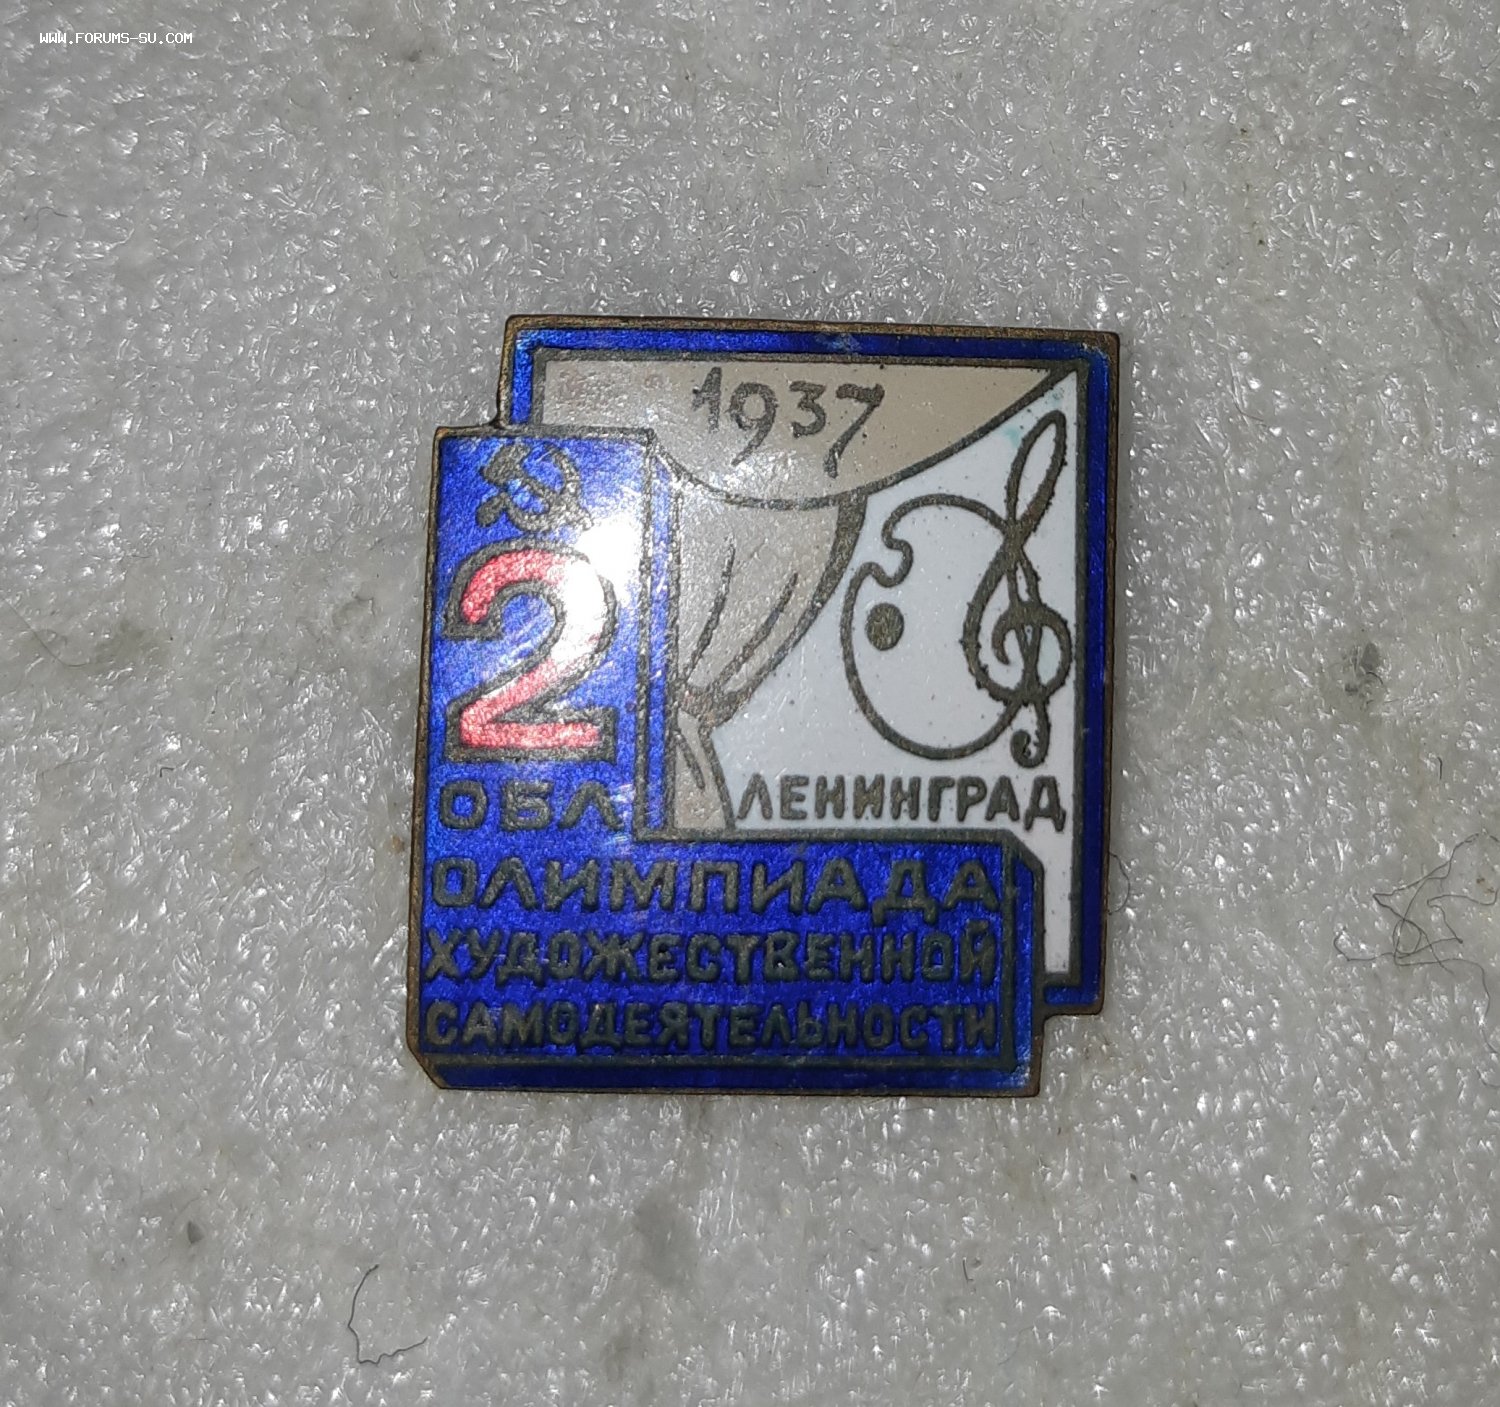 WWW.FORUMS-SU.COM
1937
2
ОБЛ
ЛЕНИНГРАД
ОЛИМПИАДА
ХУДОЖЕСТВЕННОЙ
САМОДЕЯТЕЛЬНОСТИ